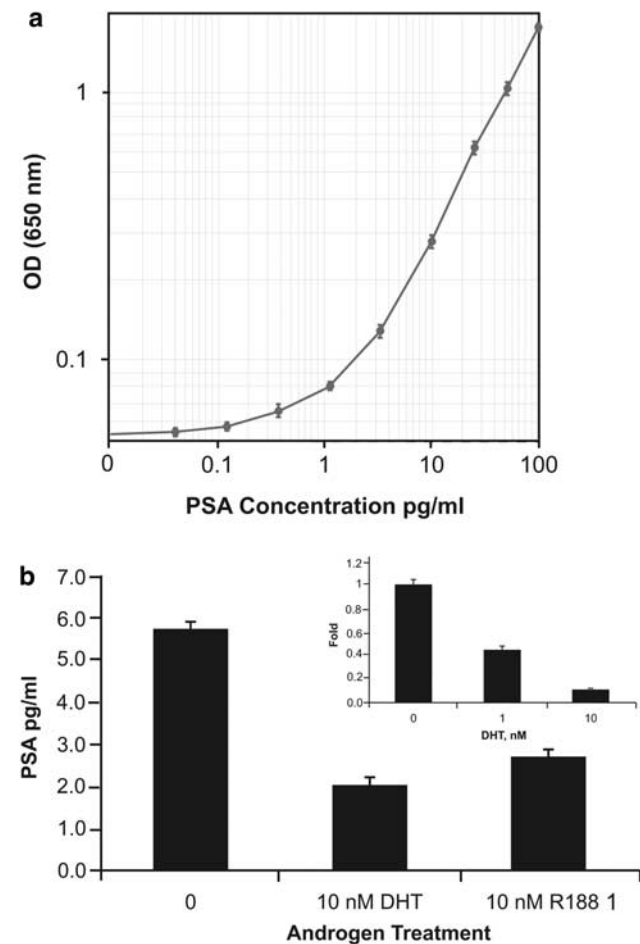 a
OD (650 nm)
1
0.1
0 0.1 1 10 100
PSA Concentration pg/ml
b
PSA pg/ml
7.0
6.0
5.0
4.0
3.0
2.0
1.0
0.0
Fold
1.2
1
0.8
0.6
0.4
0.2
0.0
0 1 10
DHT, nM
0 10 nM DHT 10 nM R188 1
Androgen Treatment